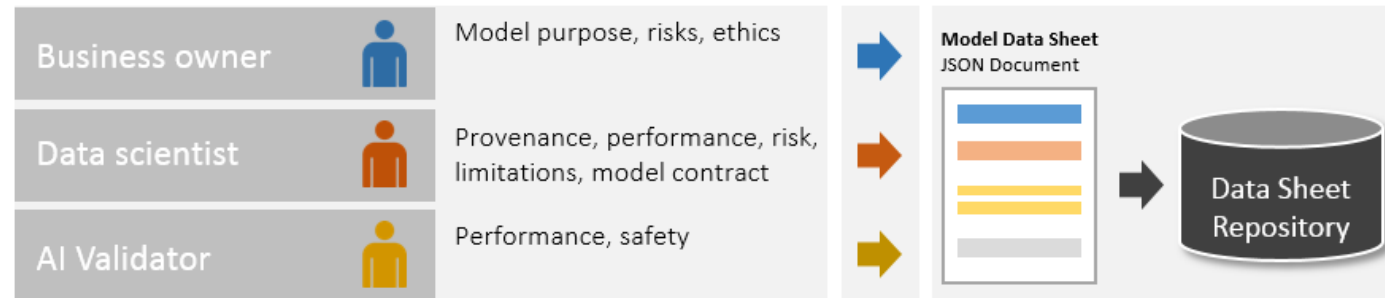 Business owner
Model purpose, risks, ethics
Data scientist
Provenance, performance, risk,
limitations, model contract
AI Validator
Performance, safety
Model Data Sheet
JSON Document
Data Sheet
Repository